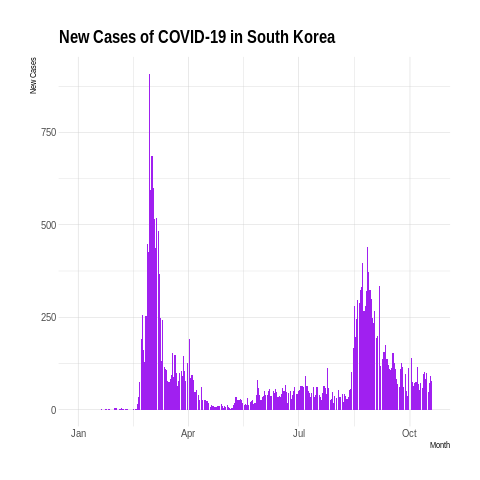 New Cases of COVID-19 in South Korea
New Cases
750
500
250
0
Jan Apr Jul Oct
Month